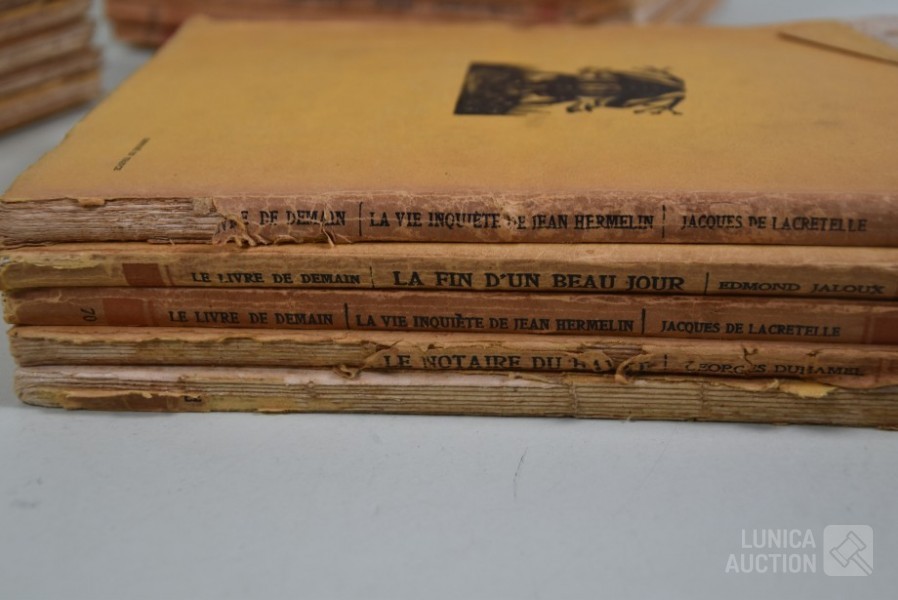 DE DEMAIN LA VIE INQUIÈTE DE JEAN HERMELIN JACQUES DE LACRETELLE
LE LIVRE DE DEMAIN LA FIN D'UN BEAU JOUR EDMOND JALOUX
70 LE LIVRE DE DEMAIN LA VIE INQUIÈTE DE JEAN HERMELIN JACQUES DE LACRETELLE
LE NOTAIRE DU GEORGES DUHAMEL
LUNICA
AUCTION